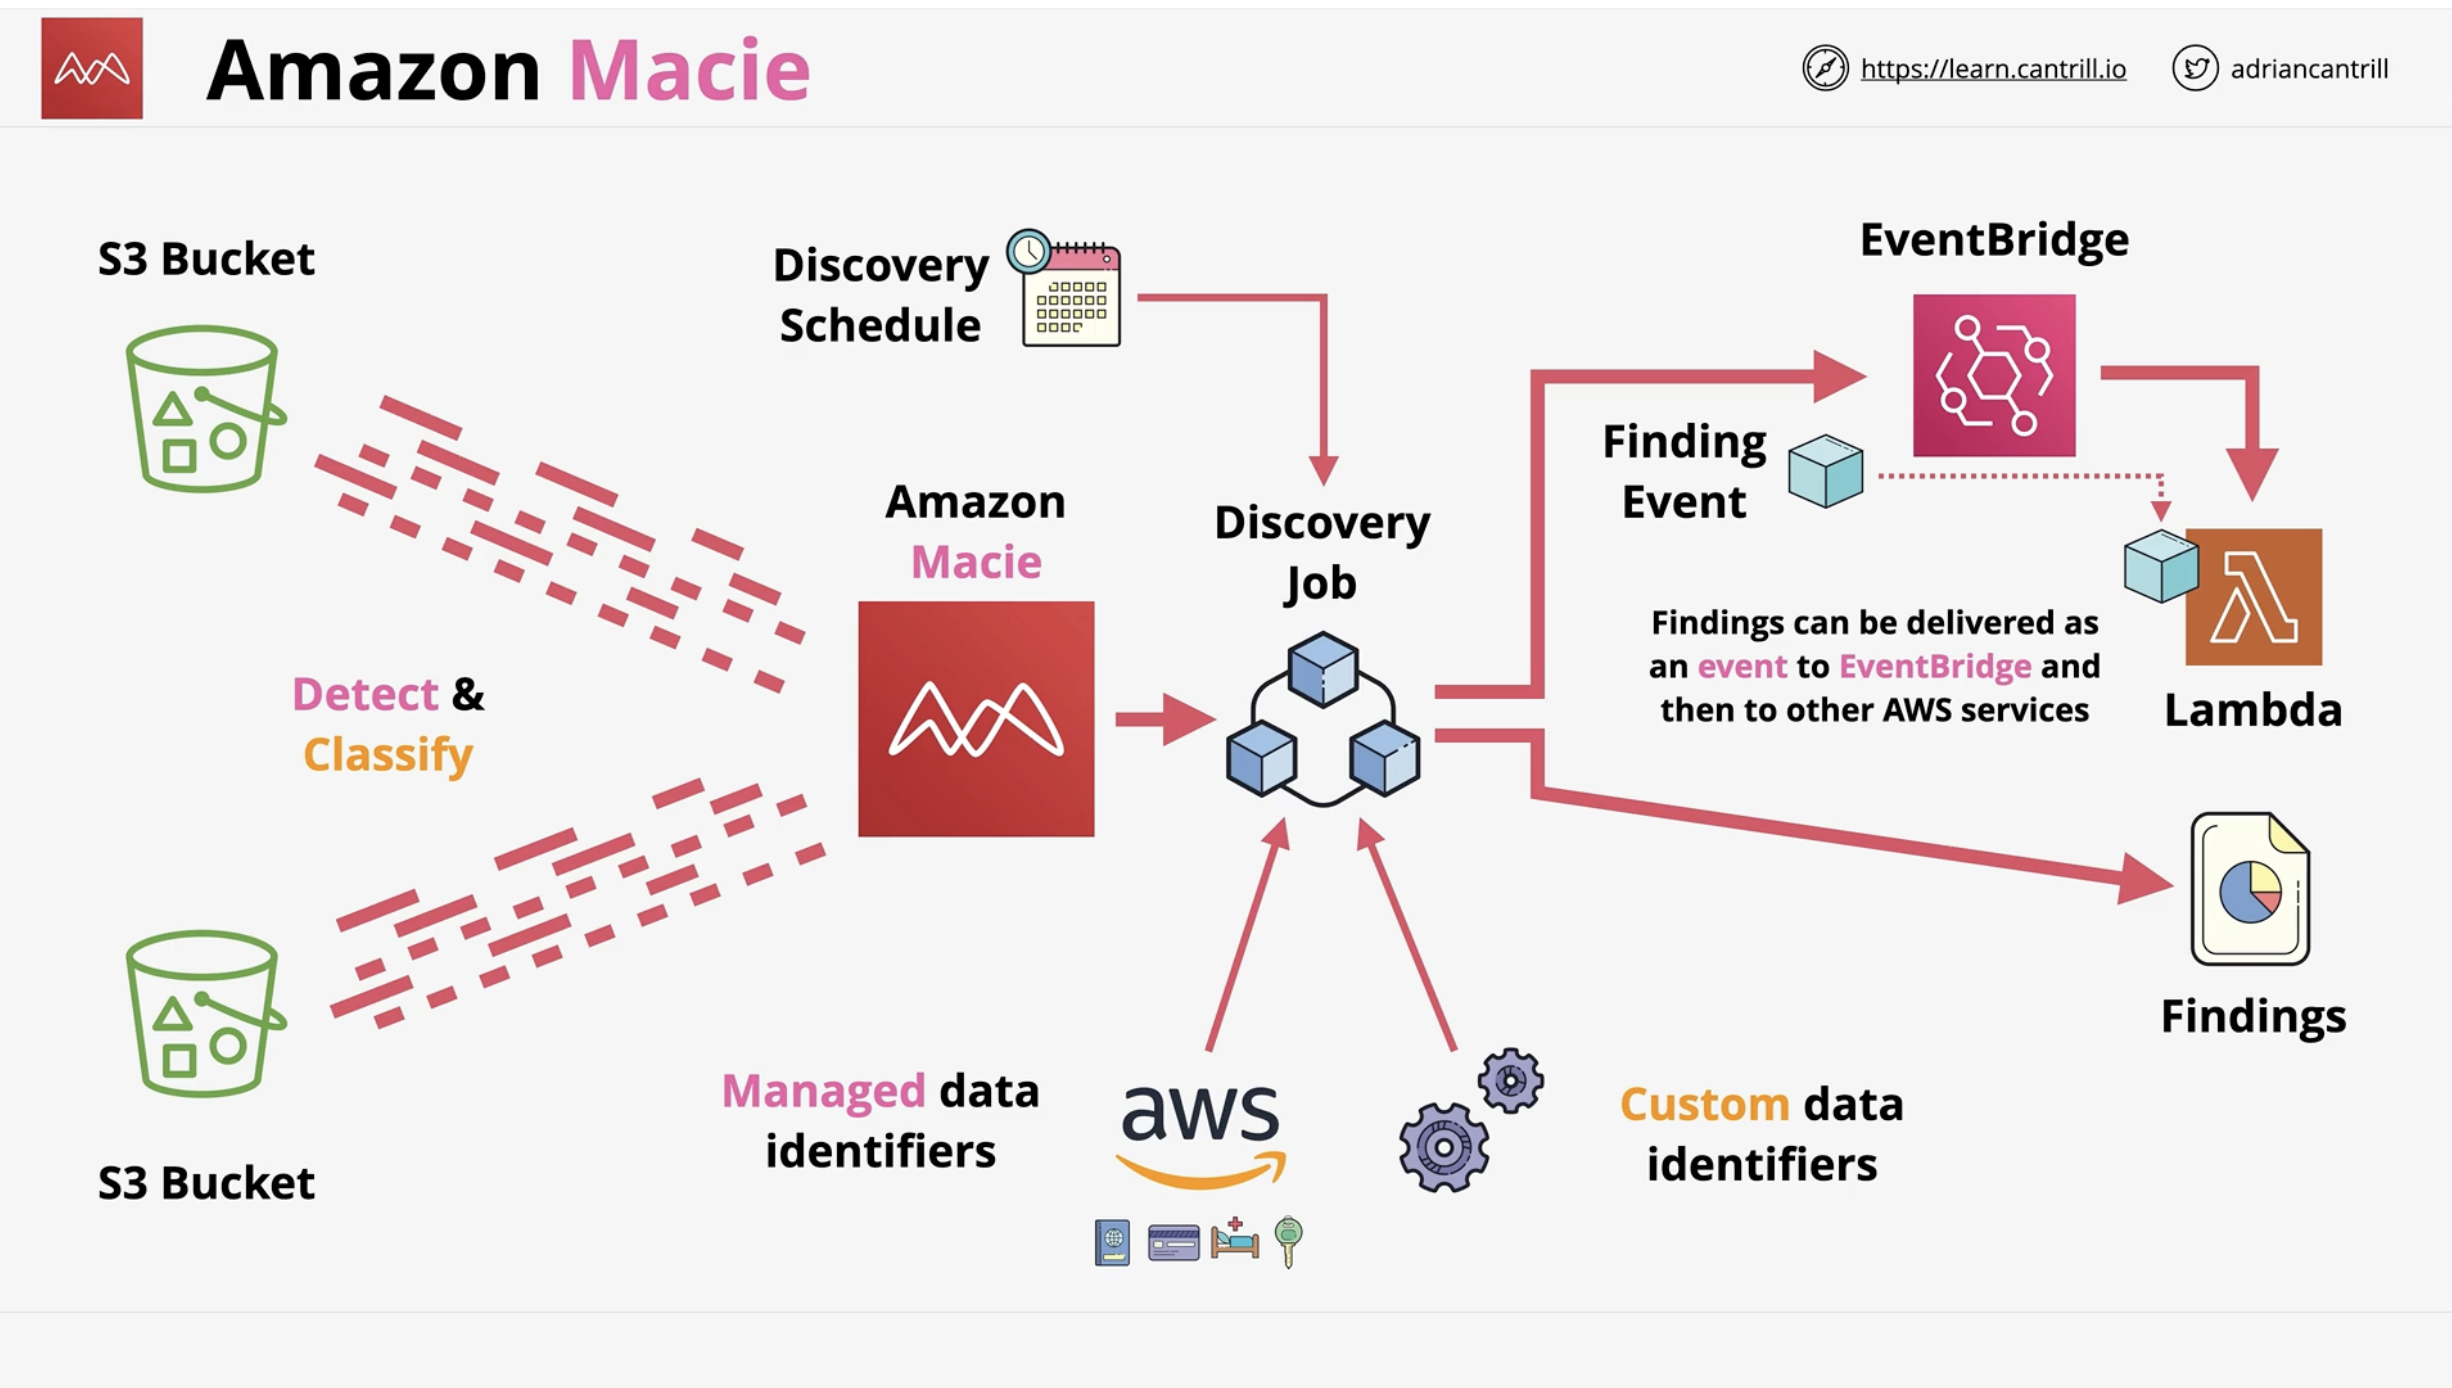 Amazon Macie
https://learn.cantrill.io
adriancantrill
S3 Bucket
Discovery
Schedule
EventBridge
Finding
Event
Amazon
Macie
Discovery
Job
Findings can be delivered as
an event to EventBridge and
then to other AWS services
Lambda
Detect &
Classify
Findings
Managed data
identifiers
aws
Custom data
identifiers
S3 Bucket